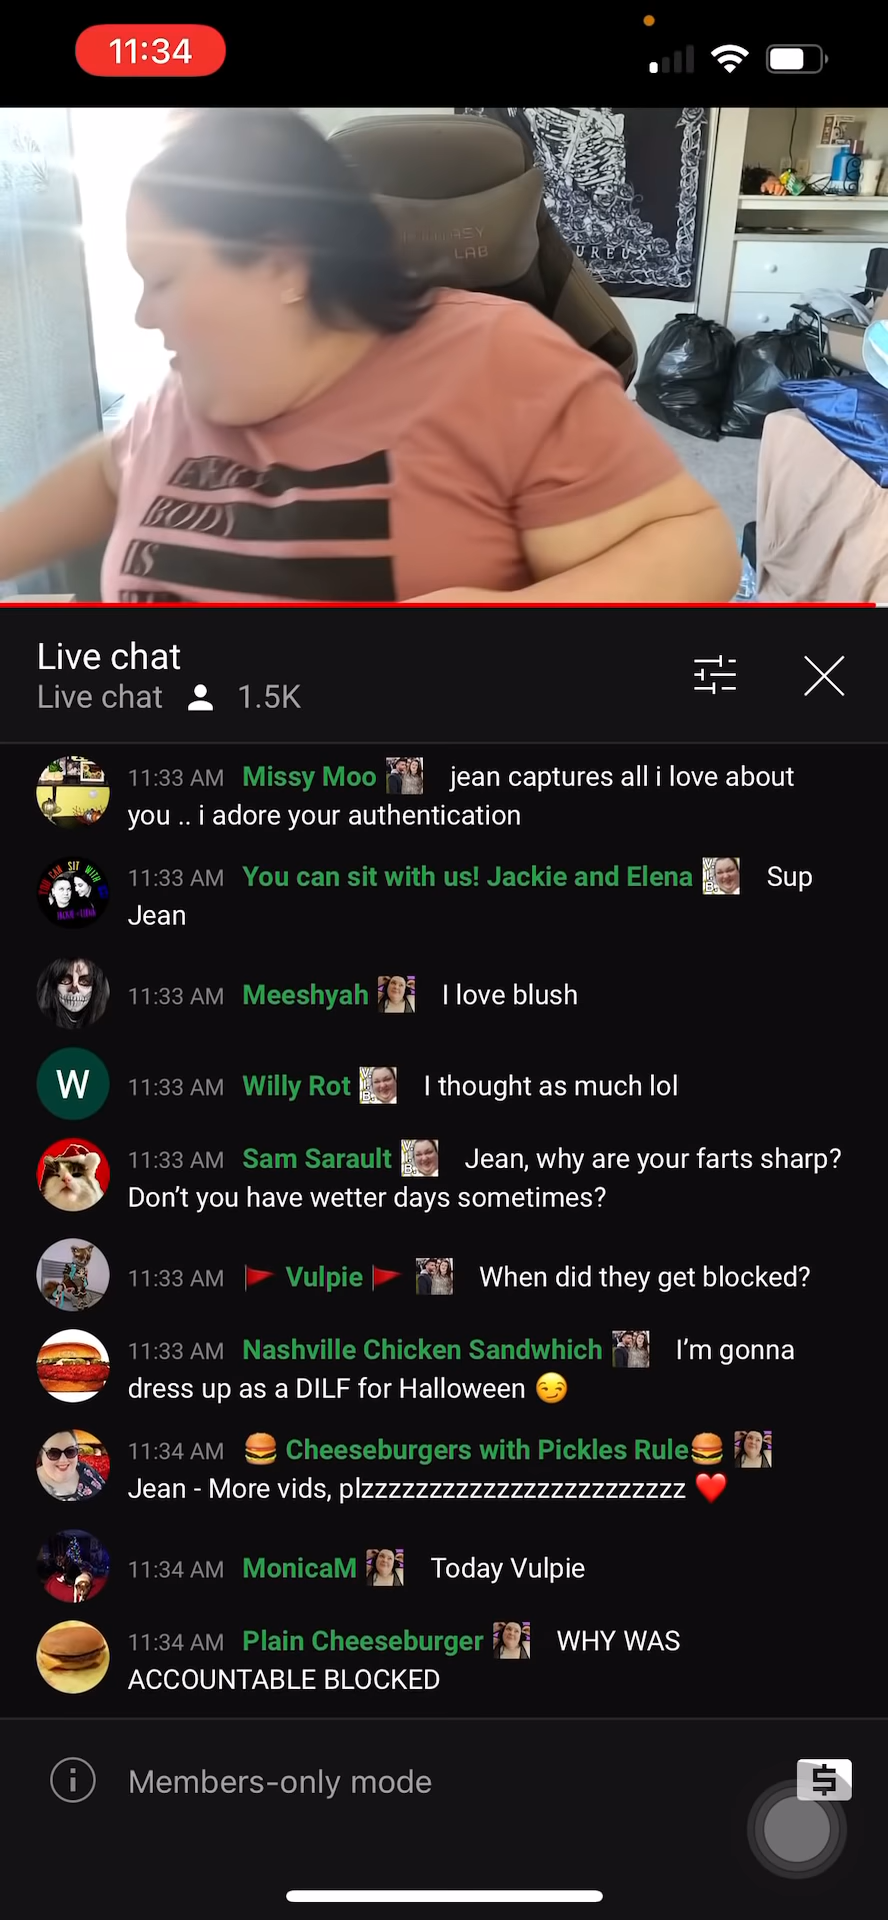 11:34
LAB
UREUX
EVERY
BODY
IS
Live chat
Live chat 1.5K
11:33 AM Missy Moo jean captures all i love about
you .. i adore your authentication
11:33 AM You can sit with us! Jackie and Elena Sup
Jean
11:33 AM Meeshyah I love blush
W
11:33 AM Willy Rot I thought as much lol
11:33 AM Sam Sarault Jean, why are your farts sharp?
Don’t you have wetter days sometimes?
11:33 AM 🚩 Vulpie 🚩 When did they get blocked?
11:33 AM Nashville Chicken Sandwhich I’m gonna
dress up as a DILF for Halloween 😏
11:34 AM 🍔 Cheeseburgers with Pickles Rule🍔
Jean - More vids, plzzzzzzzzzzzzzzzzzzzzzzzz ❤️
11:34 AM MonicaM Today Vulpie
11:34 AM Plain Cheeseburger WHY WAS
ACCOUNTABLE BLOCKED
Members-only mode
$